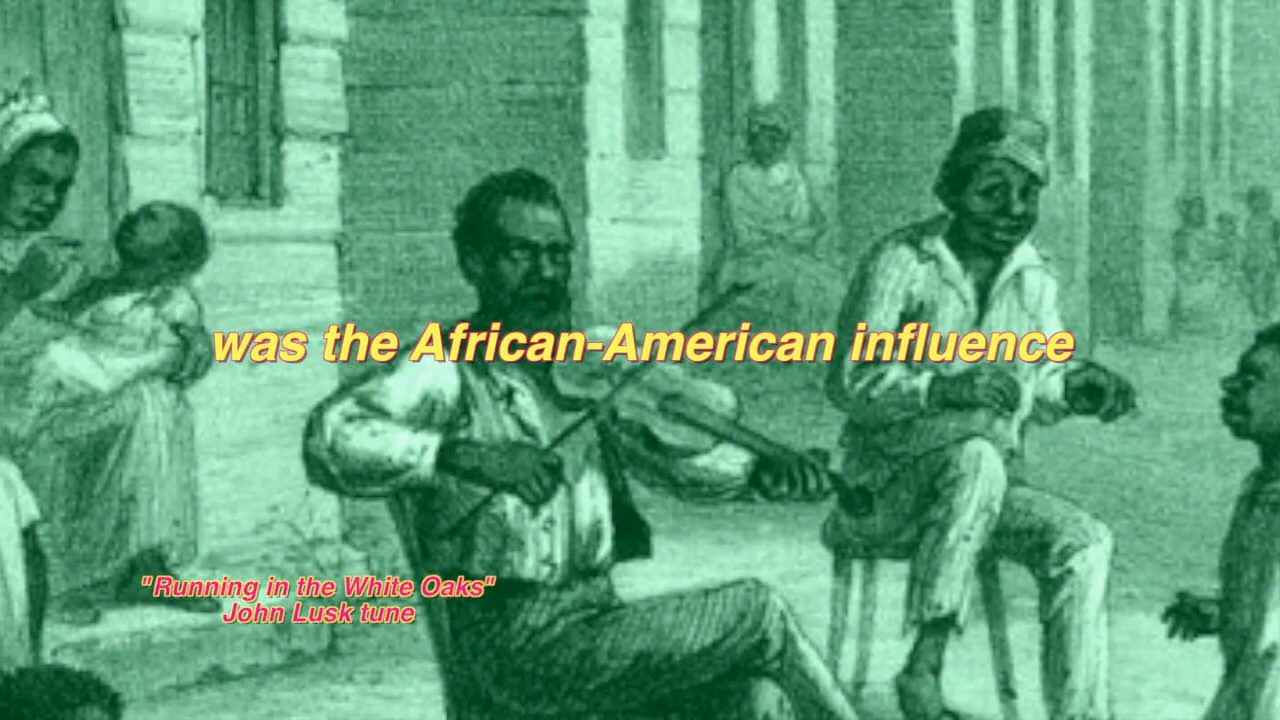 was the African-American influence
"Running in the White Oaks"
John Lusk tune